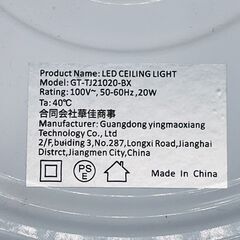 Product Name: LED CEILING LIGHT
Model: GT-TJ21020-BX
Rating: 100V~, 50-60Hz ,20W
Ta: 40℃
合同会社華佳商事
Manufacturer: Guangdong yingmaoxiang
Technology Co., Ltd
2/F,buiding 3,No.287,Longxi Road,Jianghai
Distrct,Jiangmen City,China
PS
E
MADE IN CHINA